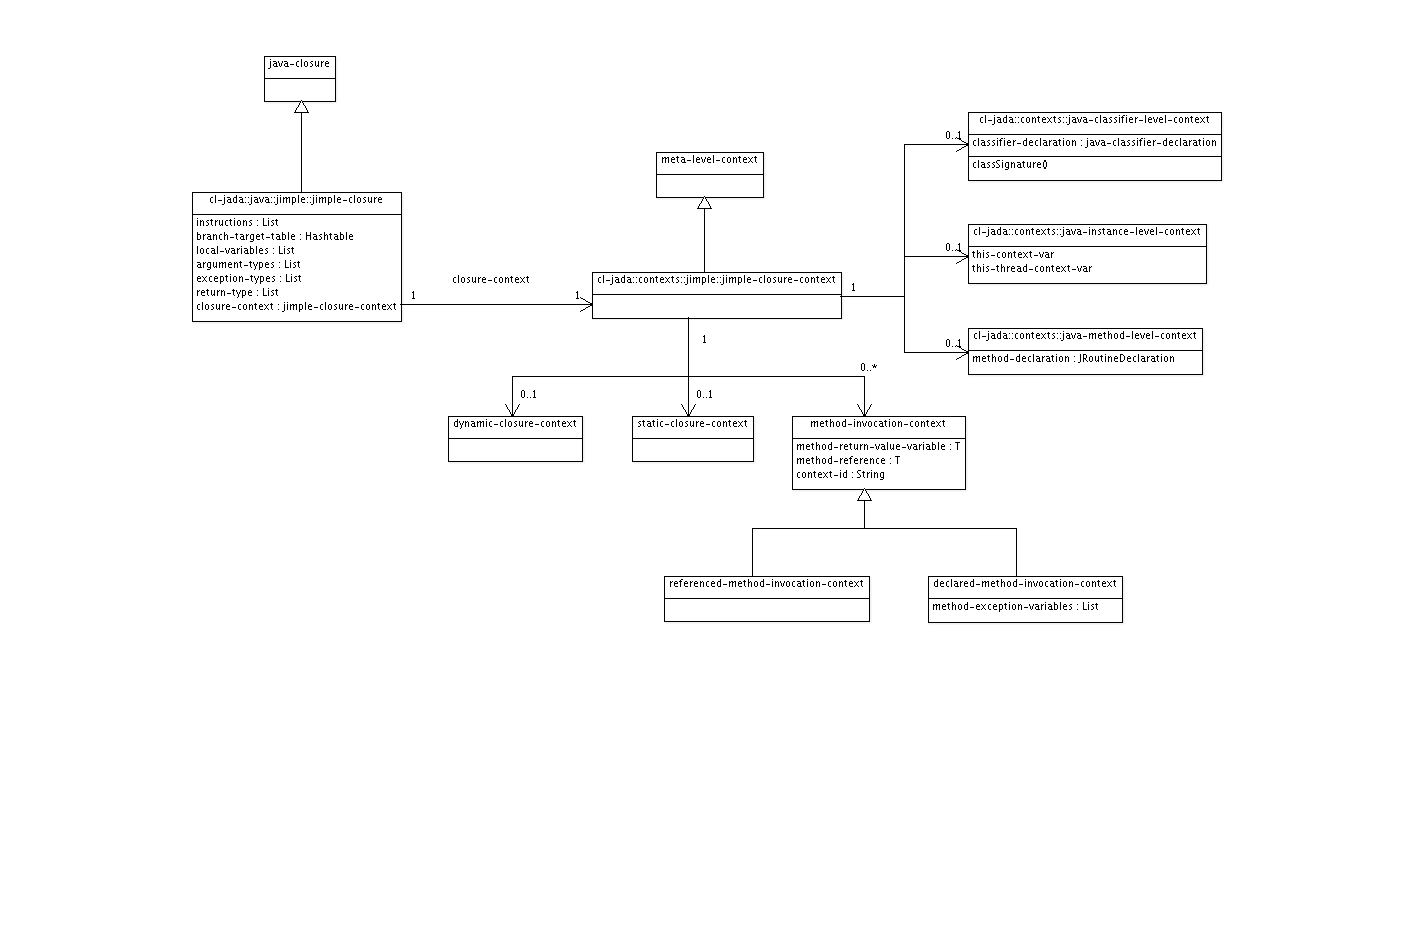 java-closure
cl-jada::contexts::java-classifier-level-context
0..1
classifier-declaration : java-classifier-declaration
classSignature()
meta-level-context
cl-jada::java::jimple::jimple-closure
instructions : List
branch-target-table : Hashtable
local-variables : List
argument-types : List
exception-types : List
return-type : List
closure-context : jimple-closure-context
cl-jada::contexts::java-instance-level-context
0..1
this-context-var
this-thread-context-var
closure-context
1
1
cl-jada::contexts::jimple::jimple-closure-context
1
cl-jada::contexts::java-method-level-context
0..1
method-declaration : JRoutineDeclaration
1
0..*
0..1
0..1
dynamic-closure-context
static-closure-context
method-invocation-context
method-return-value-variable : T
method-reference : T
context-id : String
referenced-method-invocation-context
declared-method-invocation-context
method-exception-variables : List